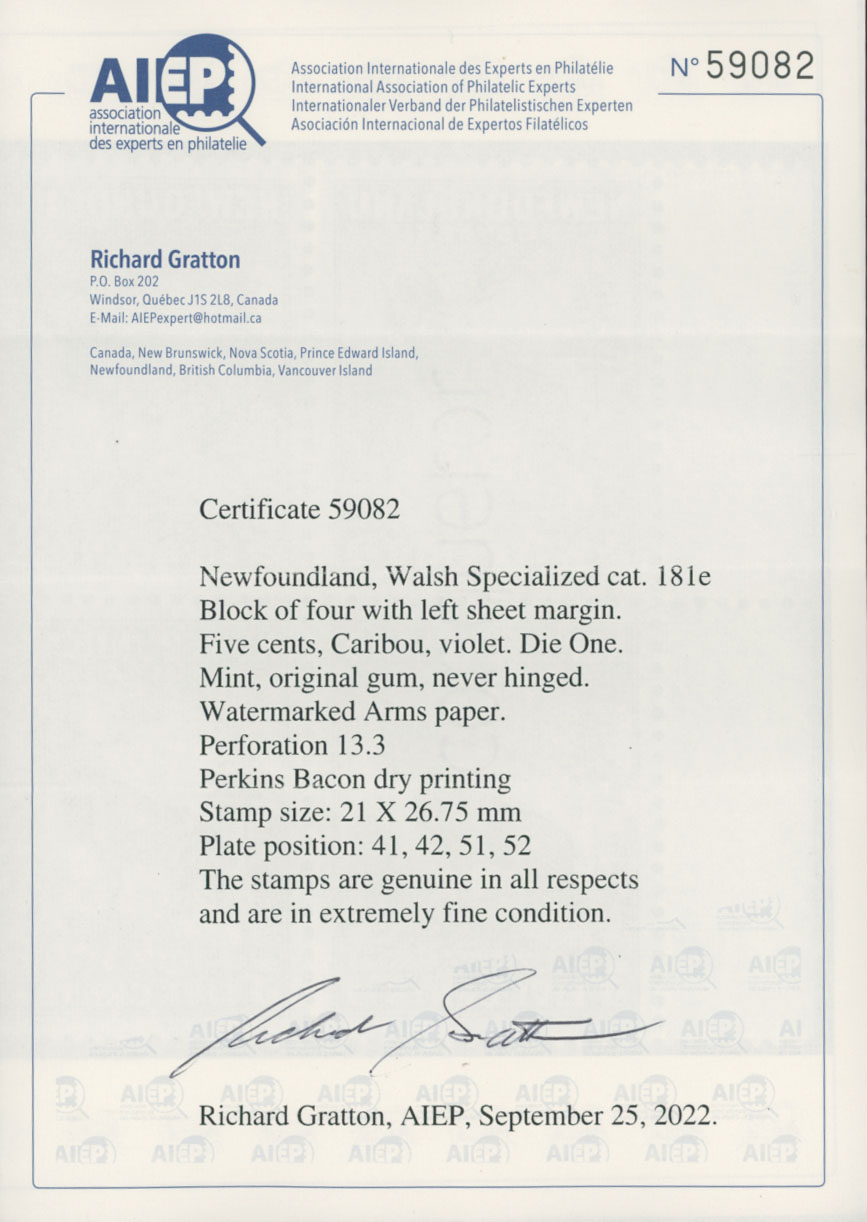 AIEP
association
internationale
des experts en philatelie
Association Internationale des Experts en Philatélie
International Association of Philatelic Experts
Internationaler Verband der Philatelistischen Experten
Asociación Internacional de Expertos Filatélicos
N° 59082
Richard Gratton
P.O. Box 202
Windsor, Québec J1S 2L8, Canada
E-Mail: AIEPexpert@hotmail.ca
Canada, New Brunswick, Nova Scotia, Prince Edward Island,
Newfoundland, British Columbia, Vancouver Island
Certificate 59082
Newfoundland, Walsh Specialized cat. 181e
Block of four with left sheet margin.
Five cents, Caribou, violet. Die One.
Mint, original gum, never hinged.
Watermarked Arms paper.
Perforation 13.3
Perkins Bacon dry printing
Stamp size: 21 X 26.75 mm
Plate position: 41, 42, 51, 52
The stamps are genuine in all respects
and are in extremely fine condition.
Richard Gratton
Richard Gratton, AIEP, September 25, 2022.